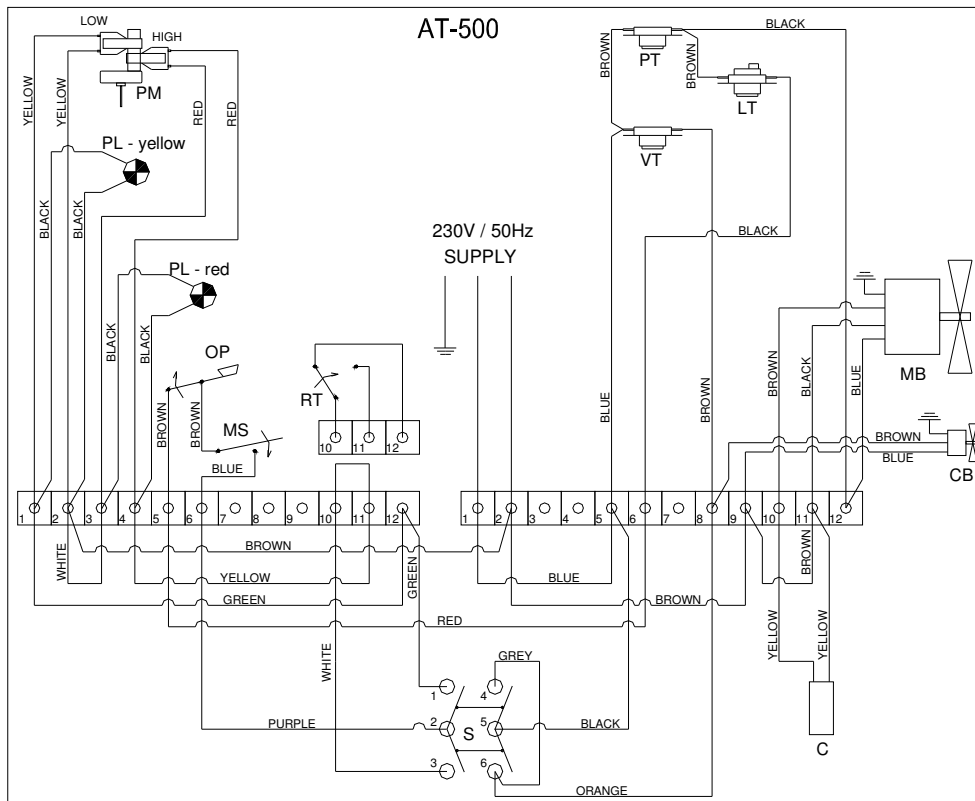 AT-500
LOW
HIGH
PM
YELLOW
YELLOW
RED
RED
PL - yellow
BLACK
BLACK
PL - red
BLACK
BLACK
OP
BROWN
BROWN
MS
BLUE
RT
10 11 12
230V / 50Hz
SUPPLY
BLACK
BROWN
PT
BROWN
LT
VT
BLACK
BLUE
BROWN
BROWN
BLACK
BLUE
MB
BROWN
BLUE
CB
1 2 3 4 5 6 7 8 9 10 11 12
1 2 3 4 5 6 7 8 9 10 11 12
WHITE
BROWN
YELLOW
GREEN
GREEN
RED
BLUE
BROWN
BROWN
WHITE
YELLOW
YELLOW
GREY
1 4
PURPLE
2 S 5
BLACK
3 6
C
ORANGE